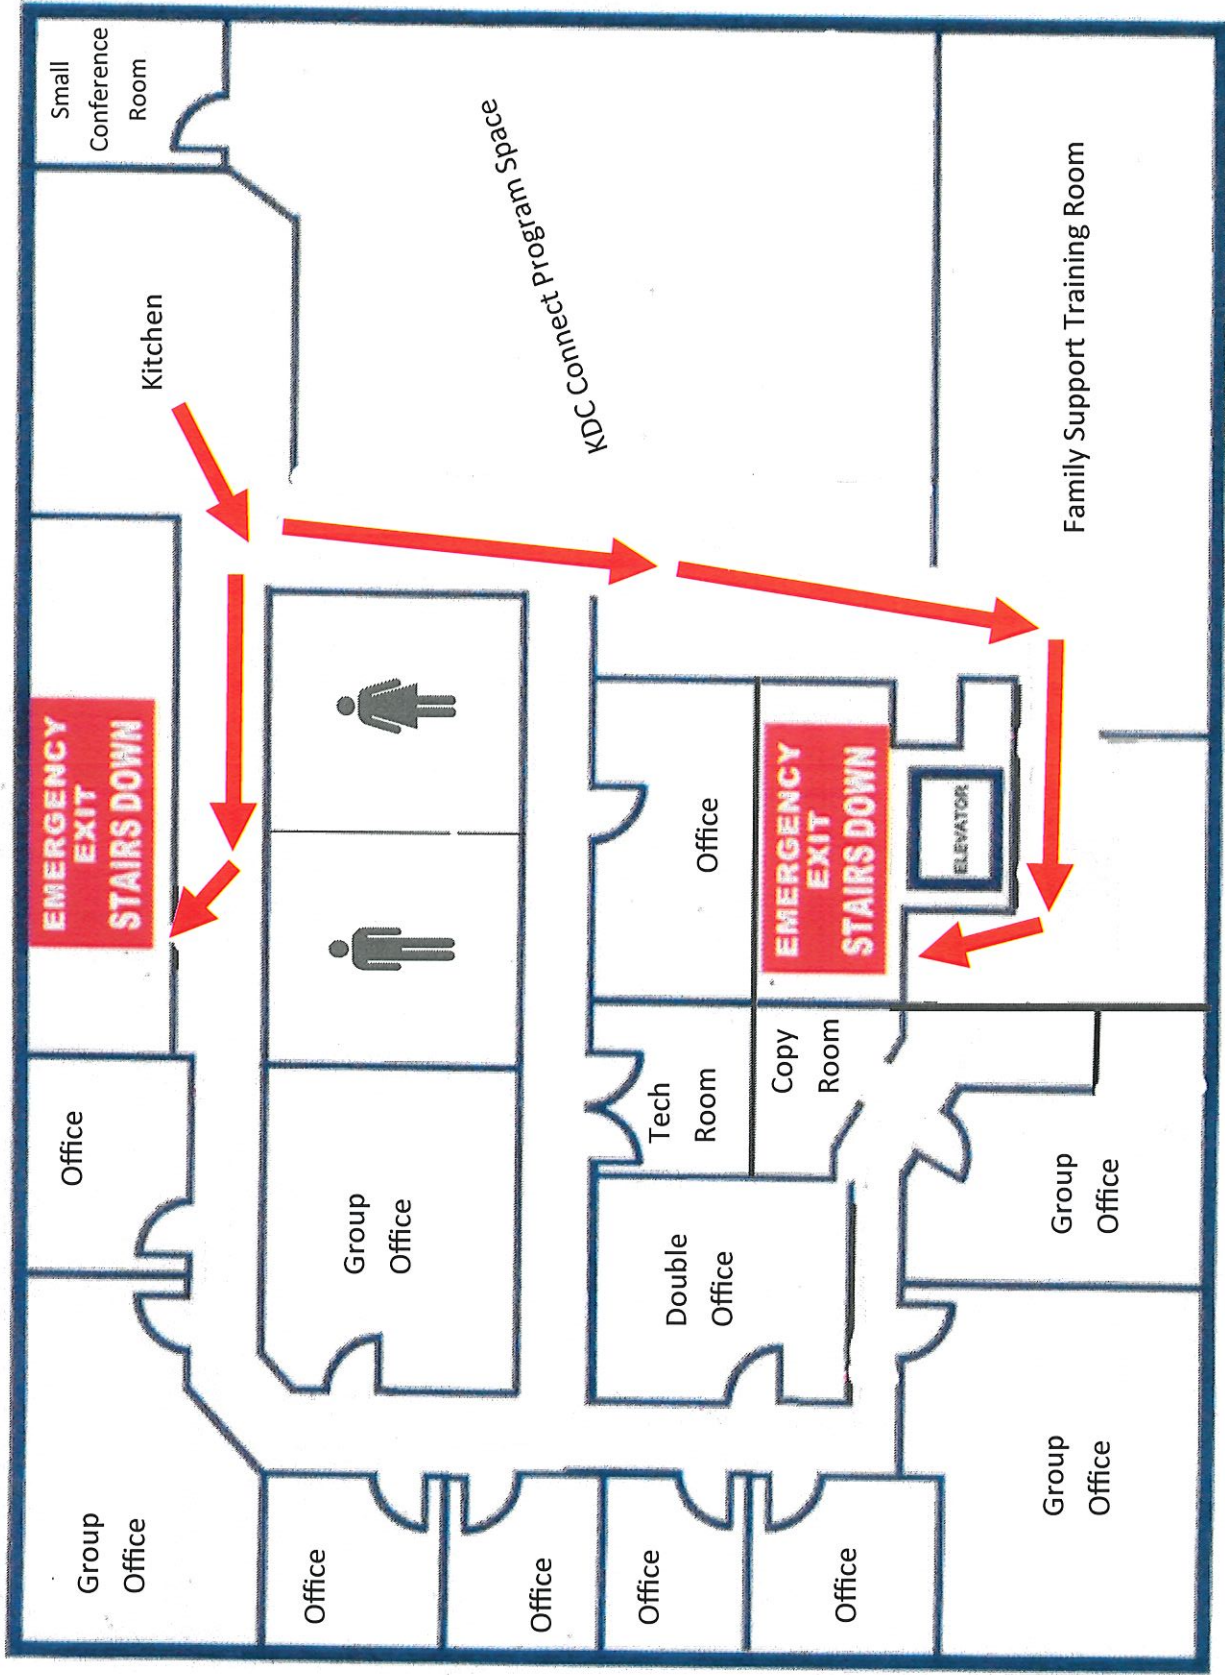 Small
Conference
Room
Kitchen
KDC Connect Program Space
Family Support Training Room
EMERGENCY
EXIT
STAIRS DOWN
Office
EMERGENCY
EXIT
STAIRS DOWN
ELEVATOR
Office
Tech
Room
Copy
Room
Group
Office
Double
Office
Group
Office
Group
Office
Office
Office
Office
Office
Group
Office